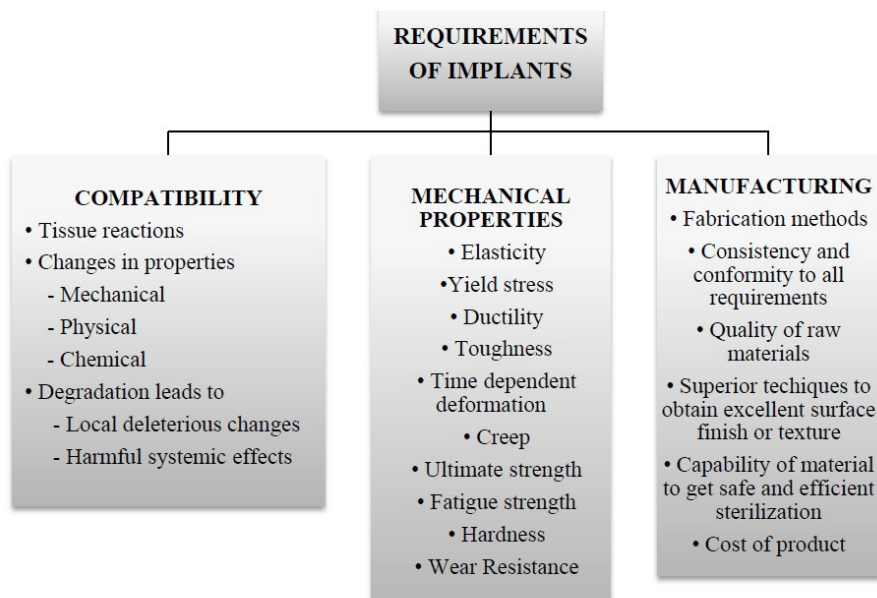 REQUIREMENTS
OF IMPLANTS
COMPATIBILITY
• Tissue reactions
• Changes in properties
- Mechanical
- Physical
- Chemical
• Degradation leads to
- Local deleterious changes
- Harmful systemic effects
MECHANICAL
PROPERTIES
• Elasticity
•Yield stress
• Ductility
• Toughness
• Time dependent
deformation
• Creep
• Ultimate strength
• Fatigue strength
• Hardness
• Wear Resistance
MANUFACTURING
• Fabrication methods
• Consistency and
conformity to all
requirements
• Quality of raw
materials
• Superior techiques to
obtain excellent surface
finish or texture
• Capability of material
to get safe and efficient
sterilization
• Cost of product